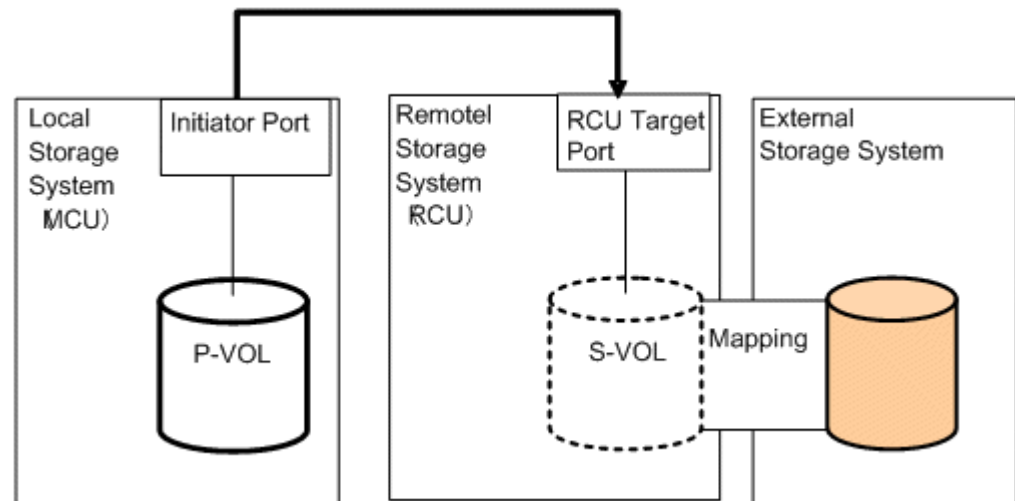 Local
Storage
System
(MCU)
Initiator Port
P-VOL
Remotel
Storage
System
(RCU)
RCU Target
Port
S-VOL
Mapping
External
Storage System